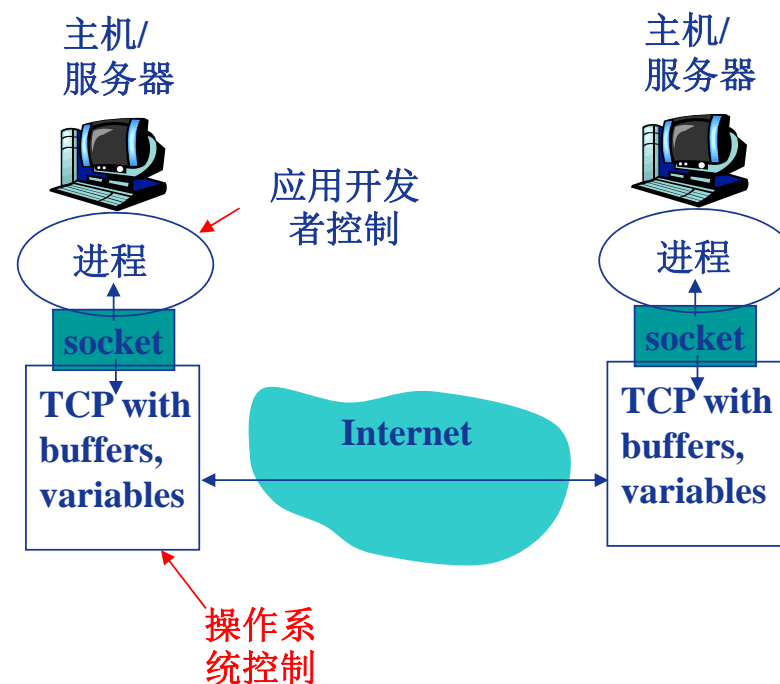 主机/
服务器
主机/
服务器
应用开发
者控制
进程
进程
socket
socket
TCP with
buffers,
variables
Internet
TCP with
buffers,
variables
操作系
统控制